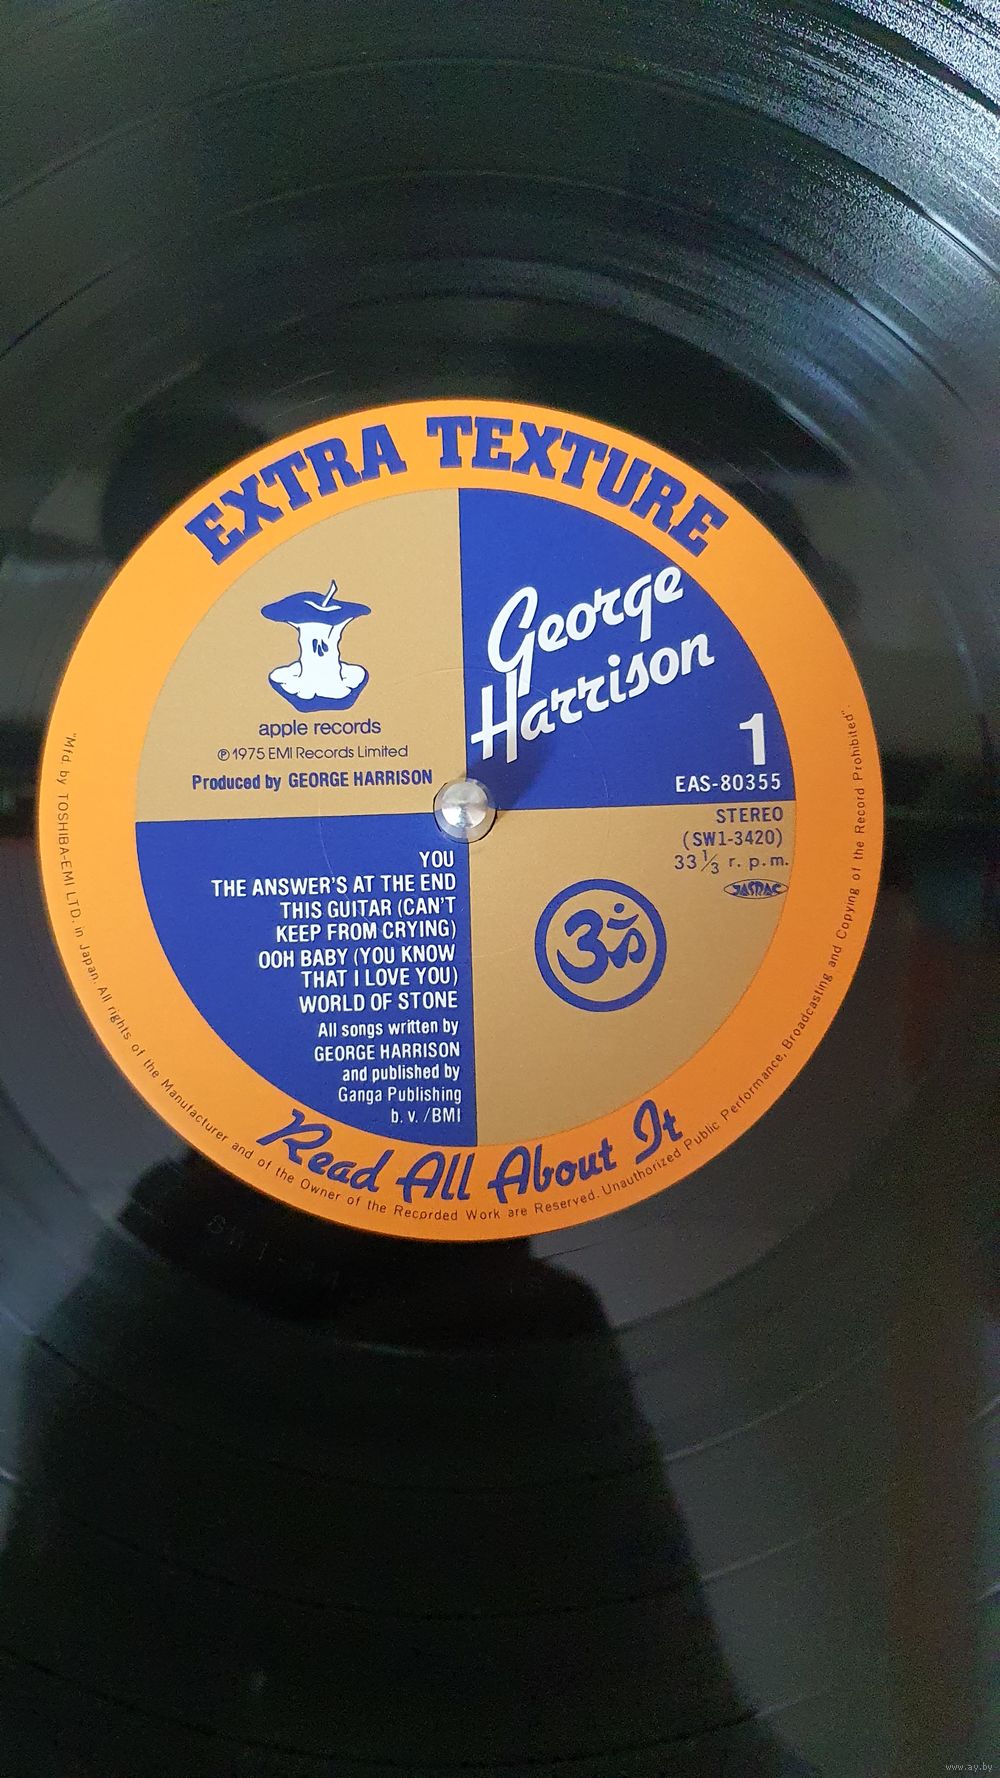 EXTRA TEXTURE
apple records
℗ 1975 EMI Records Limited
Produced by GEORGE HARRISON
George
Harrison
1
EAS-80355
STEREO
(SW1-3420)
33⅓ r. p. m.
JASRAC
ॐ
YOU
THE ANSWER'S AT THE END
THIS GUITAR (CAN'T
KEEP FROM CRYING)
OOH BABY (YOU KNOW
THAT I LOVE YOU)
WORLD OF STONE
All songs written by
GEORGE HARRISON
and published by
Ganga Publishing
b. v. /BMI
Read All About It
"Mfd. by TOSHIBA-EMI LTD. in Japan. All rights of the Manufacturer and of the Owner of the Recorded Work are Reserved. Unauthorized Public Performance, Broadcasting and Copying of the Record Prohibited".
www.ay.by